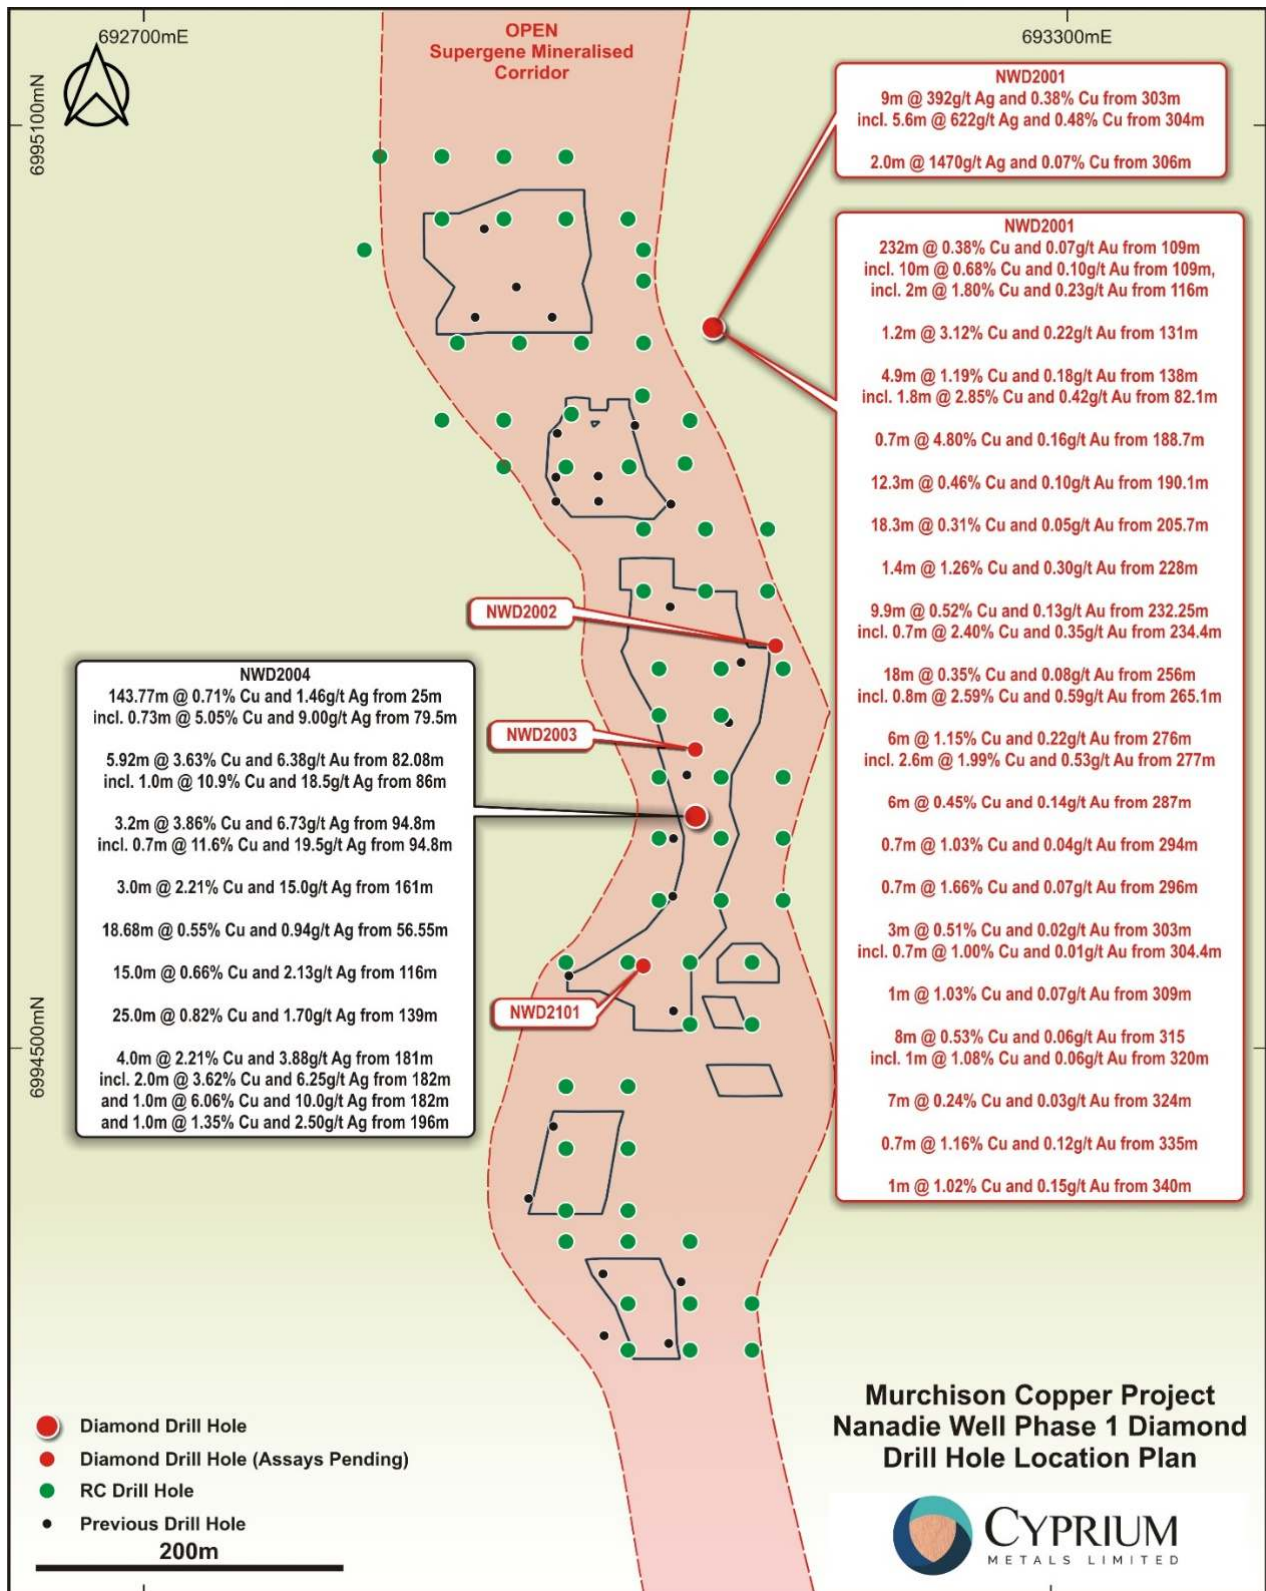 692700mE
693300mE
6995100mN
6994500mN
OPEN
Supergene Mineralised
Corridor
NWD2001
9m @ 392g/t Ag and 0.38% Cu from 303m
incl. 5.6m @ 622g/t Ag and 0.48% Cu from 304m
2.0m @ 1470g/t Ag and 0.07% Cu from 306m
NWD2001
232m @ 0.38% Cu and 0.07g/t Au from 109m
incl. 10m @ 0.68% Cu and 0.10g/t Au from 109m,
incl. 2m @ 1.80% Cu and 0.23g/t Au from 116m
1.2m @ 3.12% Cu and 0.22g/t Au from 131m
4.9m @ 1.19% Cu and 0.18g/t Au from 138m
incl. 1.8m @ 2.85% Cu and 0.42g/t Au from 82.1m
0.7m @ 4.80% Cu and 0.16g/t Au from 188.7m
12.3m @ 0.46% Cu and 0.10g/t Au from 190.1m
18.3m @ 0.31% Cu and 0.05g/t Au from 205.7m
1.4m @ 1.26% Cu and 0.30g/t Au from 228m
9.9m @ 0.52% Cu and 0.13g/t Au from 232.25m
incl. 0.7m @ 2.40% Cu and 0.35g/t Au from 234.4m
18m @ 0.35% Cu and 0.08g/t Au from 256m
incl. 0.8m @ 2.59% Cu and 0.59g/t Au from 265.1m
6m @ 1.15% Cu and 0.22g/t Au from 276m
incl. 2.6m @ 1.99% Cu and 0.53g/t Au from 277m
6m @ 0.45% Cu and 0.14g/t Au from 287m
0.7m @ 1.03% Cu and 0.04g/t Au from 294m
0.7m @ 1.66% Cu and 0.07g/t Au from 296m
3m @ 0.51% Cu and 0.02g/t Au from 303m
incl. 0.7m @ 1.00% Cu and 0.01g/t Au from 304.4m
1m @ 1.03% Cu and 0.07g/t Au from 309m
8m @ 0.53% Cu and 0.06g/t Au from 315
incl. 1m @ 1.08% Cu and 0.06g/t Au from 320m
7m @ 0.24% Cu and 0.03g/t Au from 324m
0.7m @ 1.16% Cu and 0.12g/t Au from 335m
1m @ 1.02% Cu and 0.15g/t Au from 340m
NWD2002
NWD2003
NWD2101
NWD2004
143.77m @ 0.71% Cu and 1.46g/t Ag from 25m
incl. 0.73m @ 5.05% Cu and 9.00g/t Ag from 79.5m
5.92m @ 3.63% Cu and 6.38g/t Au from 82.08m
incl. 1.0m @ 10.9% Cu and 18.5g/t Ag from 86m
3.2m @ 3.86% Cu and 6.73g/t Ag from 94.8m
incl. 0.7m @ 11.6% Cu and 19.5g/t Ag from 94.8m
3.0m @ 2.21% Cu and 15.0g/t Ag from 161m
18.68m @ 0.55% Cu and 0.94g/t Ag from 56.55m
15.0m @ 0.66% Cu and 2.13g/t Ag from 116m
25.0m @ 0.82% Cu and 1.70g/t Ag from 139m
4.0m @ 2.21% Cu and 3.88g/t Ag from 181m
incl. 2.0m @ 3.62% Cu and 6.25g/t Ag from 182m
and 1.0m @ 6.06% Cu and 10.0g/t Ag from 182m
and 1.0m @ 1.35% Cu and 2.50g/t Ag from 196m
Diamond Drill Hole
Diamond Drill Hole (Assays Pending)
RC Drill Hole
Previous Drill Hole
200m
Murchison Copper Project
Nanadie Well Phase 1 Diamond
Drill Hole Location Plan
CYPRIUM
METALS LIMITED